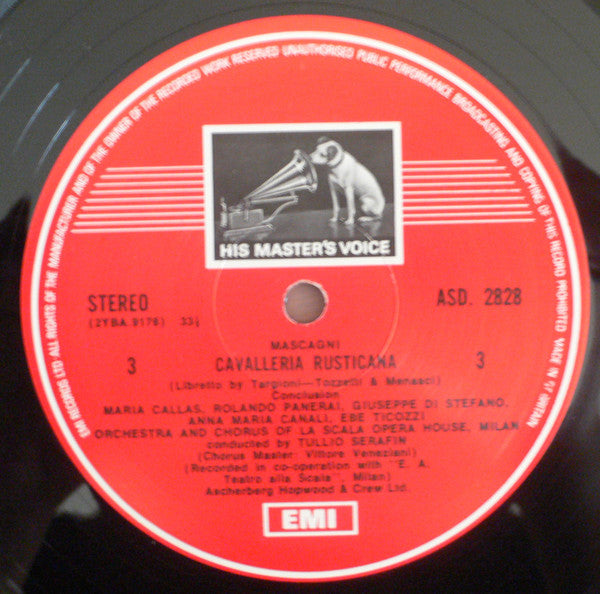 EMI RECORDS LTD. ALL RIGHTS OF THE MANUFACTURER AND OF THE OWNER OF THE RECORDED WORK RESERVED UNAUTHORISED PUBLIC PERFORMANCE BROADCASTING AND COPYING OF THIS RECORD PROHIBITED MADE IN GT BRITAIN
HIS MASTER'S VOICE
STEREO ASD. 2828
(2YBA 9178) 33⅓
MASCAGNI
3 CAVALLERIA RUSTICANA 3
(Libretto by Targioni—Tozzelli & Menasci)
Conclusion
MARIA CALLAS, ROLANDO PANERAI, GIUSEPPE DI STEFANO,
ANNA MARIA CANALI, EBE TICOZZI
ORCHESTRA AND CHORUS OF LA SCALA OPERA HOUSE, MILAN
conducted by TULLIO SERAFIN
(Chorus Master: Vittore Veneziani)
(Recorded in co-operation with "E. A.
Teatro alla Scala", Milan)
Ascherberg Hopwood & Crew Ltd.
EMI